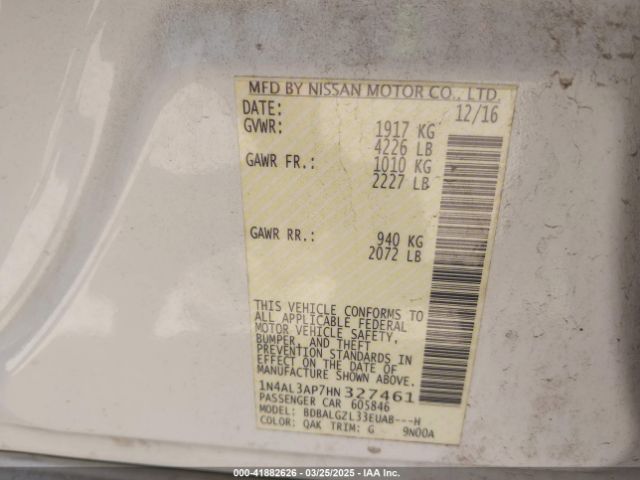 MFD BY NISSAN MOTOR CO., LTD.
DATE: 12/16
GVWR: 1917 KG
4226 LB
GAWR FR.: 1010 KG
2227 LB
GAWR RR.: 940 KG
2072 LB
THIS VEHICLE CONFORMS TO
ALL APPLICABLE FEDERAL
MOTOR VEHICLE SAFETY,
BUMPER, AND THEFT
PREVENTION STANDARDS IN
EFFECT ON THE DATE OF
MANUFACTURE SHOWN ABOVE.
1N4AL3AP7HN 327461
PASSENGER CAR 605846
MODEL: BDBALGZL33EUAB---H
COLOR: QAK TRIM: G 9N00A
000-41882626 - 03/25/2025 - IAA Inc.